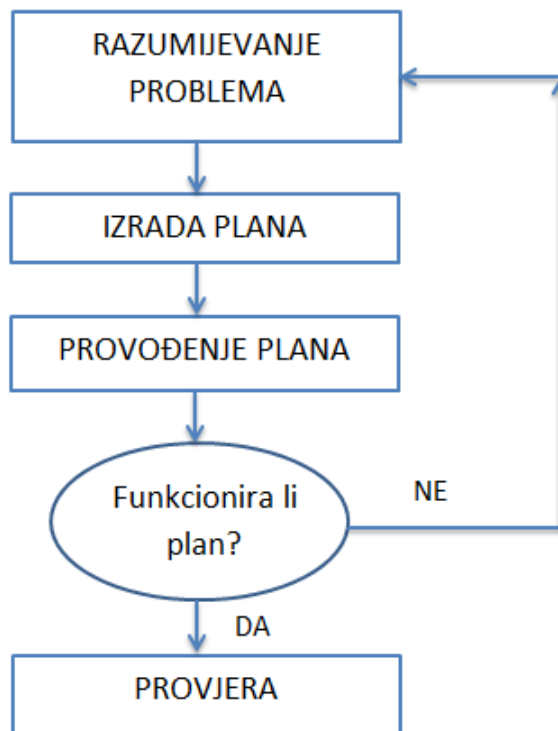 RAZUMIJEVANJE
PROBLEMA
IZRADA PLANA
PROVOĐENJE PLANA
Funkcionira li
plan?
NE
DA
PROVJERA